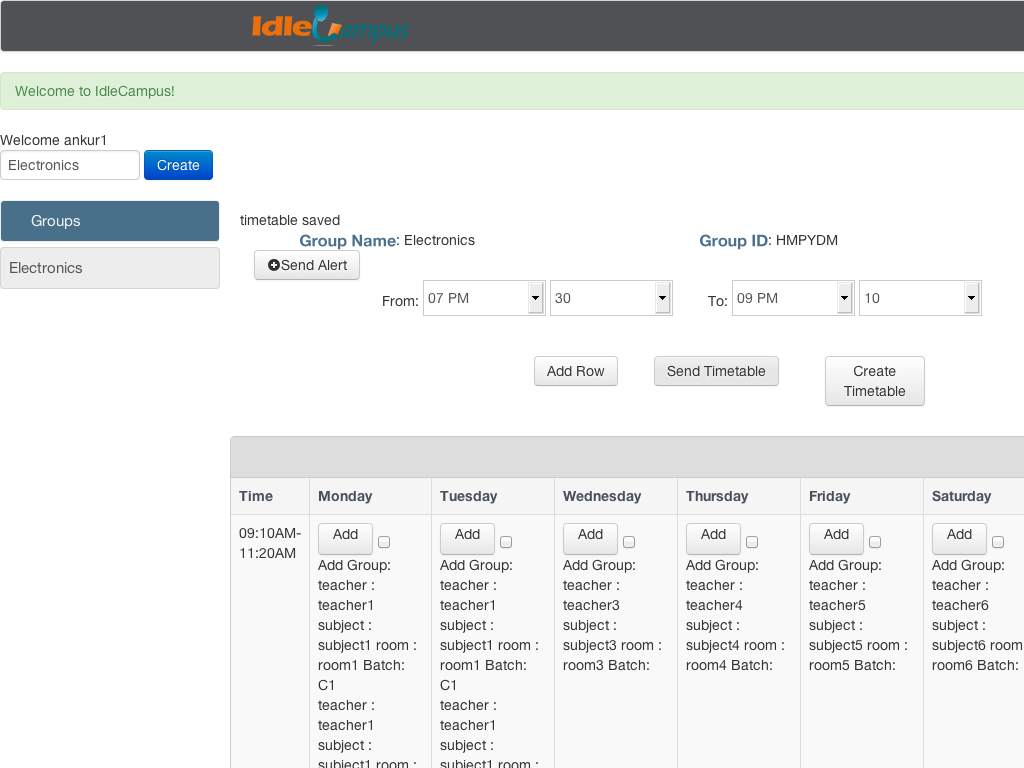 IdleCampus
Welcome to IdleCampus!
Welcome ankur1
Electronics
Create
Groups
Electronics
timetable saved
Group Name: Electronics
Group ID: HMPYDM
Send Alert
From: 07 PM 30 To: 09 PM 10
Add Row
Send Timetable
Create
Timetable
Time Monday Tuesday Wednesday Thursday Friday Saturday
09:10AM-
11:20AM
Add
Add Group:
teacher :
teacher1
subject :
subject1 room :
room1 Batch:
C1
teacher :
teacher1
subject :
subject1 room :
Add
Add Group:
teacher :
teacher1
subject :
subject1 room :
room1 Batch:
C1
teacher :
teacher1
subject :
subject1 room :
Add
Add Group:
teacher :
teacher3
subject :
subject3 room :
room3 Batch:
Add
Add Group:
teacher :
teacher4
subject :
subject4 room :
room4 Batch:
Add
Add Group:
teacher :
teacher5
subject :
subject5 room :
room5 Batch:
Add
Add Group:
teacher :
teacher6
subject :
subject6 room
room6 Batch: